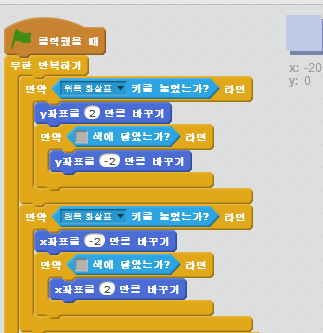 클릭했을 때
무한 반복하기
만약 위쪽 화살표 키를 눌렀는가? 라면
y좌표를 2 만큼 바꾸기
만약 색에 닿았는가? 라면
y좌표를 -2 만큼 바꾸기
만약 왼쪽 화살표 키를 눌렀는가? 라면
x좌표를 -2 만큼 바꾸기
만약 색에 닿았는가? 라면
x좌표를 2 만큼 바꾸기
x: -20
y: 0